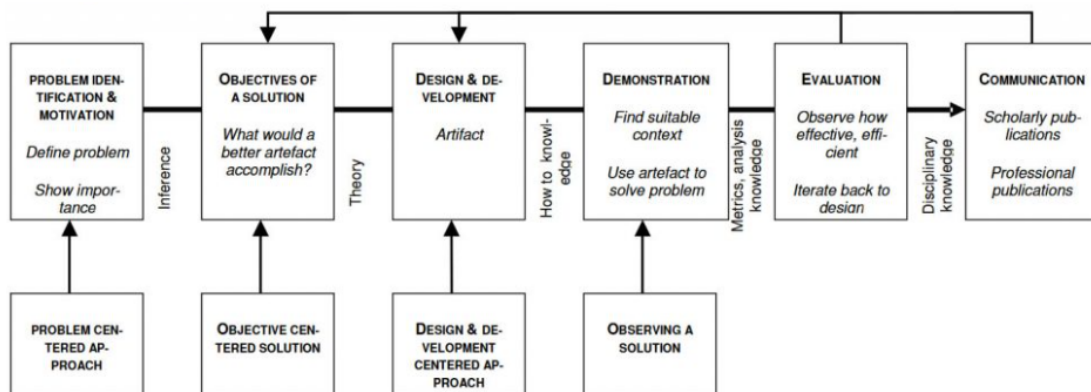 PROBLEM IDEN-
TIFICATION &
MOTIVATION
Define problem
Show impor-
tance
Inference
OBJECTIVES OF
A SOLUTION
What would a
better artefact
accomplish?
Theory
DESIGN & DE-
VELOPMENT
Artifact
How to knowl-
edge
DEMONSTRATION
Find suitable
context
Use artefact to
solve problem
Metrics, analysis
knowledge
EVALUATION
Observe how
effective, effi-
cient
Iterate back to
design
Disciplinary
knowledge
COMMUNICATION
Scholarly pub-
lications
Professional
publications
PROBLEM CEN-
TERED AP-
PROACH
OBJECTIVE CEN-
TERED SOLUTION
DESIGN & DE-
VELOPMENT
CENTERED AP-
PROACH
OBSERVING A
SOLUTION